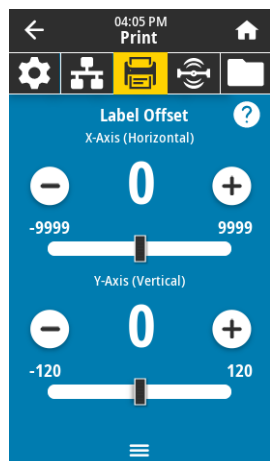 04:05 PM
Print
Label Offset
?
X-Axis (Horizontal)
0
-9999 9999
Y-Axis (Vertical)
0
-120 120